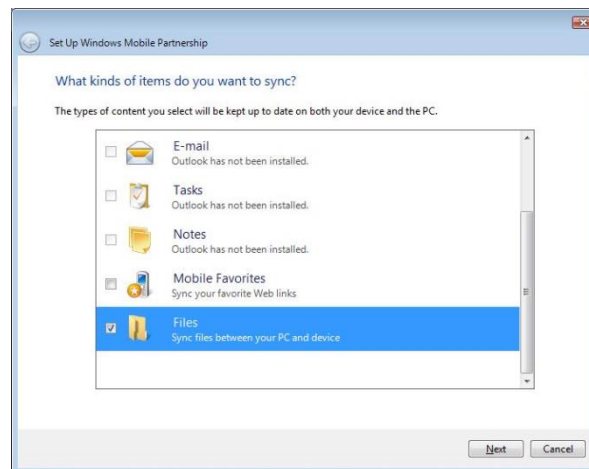 Set Up Windows Mobile Partnership
What kinds of items do you want to sync?
The types of content you select will be kept up to date on both your device and the PC.
E-mail
Outlook has not been installed.
Tasks
Outlook has not been installed.
Notes
Outlook has not been installed.
Mobile Favorites
Sync your favorite Web links
Files
Sync files between your PC and device
Next Cancel